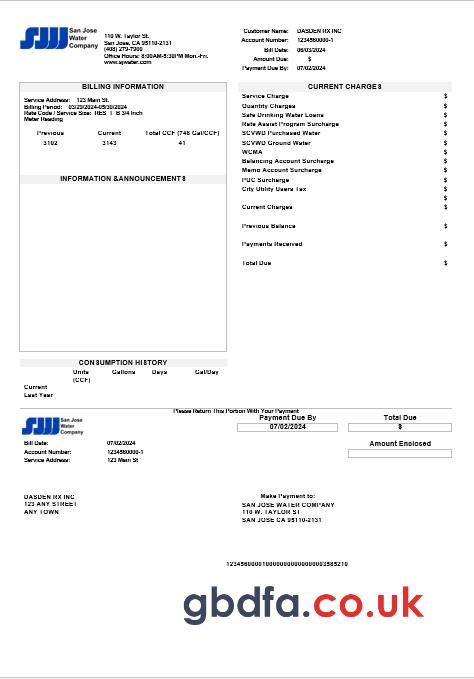 San Jose
Water
Company
110 W. Taylor St.
San Jose, CA 95110-2131
(408) 279-7900
Office Hours: 8:00AM-5:30PM Mon.-Fri.
www.sjwater.com
Customer Name: DASDEN RX INC
Account Number: 1234560000-1
Bill Date: 06/03/2024
Amount Due: $
Payment Due By: 07/02/2024
BILLING INFORMATION
Service Address: 123 Main St.
Billing Period: 03/29/2024-05/30/2024
Rate Code / Service Size: RES 1 B 3/4 Inch
Meter Reading
Previous Current Total CCF (748 Gal/CCF)
3102 3143 41
INFORMATION & ANNOUNCEMENTS
CURRENT CHARGES
Service Charge $
Quantity Charges $
Safe Drinking Water Loans $
Rate Assist Program Surcharge $
SCVWD Purchased Water $
SCVWD Ground Water $
WCMA $
Balancing Account Surcharge $
Memo Account Surcharge $
PUC Surcharge $
City Utility Users Tax $
$
Current Charges $
Previous Balance $
Payments Received $
Total Due $
CONSUMPTION HISTORY
Units Gallons Days Gal/Day
(CCF)
Current
Last Year
Please Return This Portion With Your Payment
San Jose
Water
Company
Payment Due By Total Due
07/02/2024 $
Bill Date: 07/02/2024
Account Number: 1234560000-1
Service Address: 123 Main St
Amount Enclosed
DASDEN RX INC
123 ANY STREET
ANY TOWN
Make Payment to:
SAN JOSE WATER COMPANY
110 W. TAYLOR ST
SAN JOSE CA 95110-2131
gbdfa.co.uk